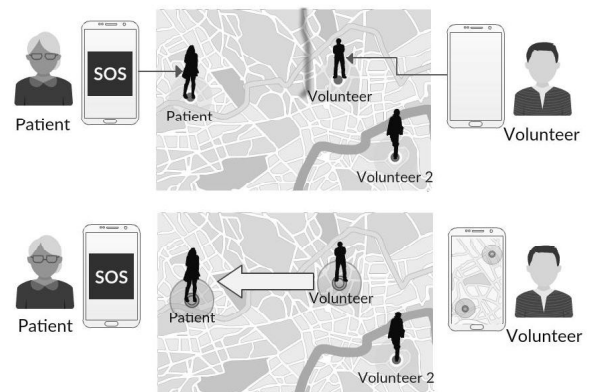 SOS
Patient
Patient
Volunteer
Volunteer 2
Volunteer
SOS
Patient
Patient
Volunteer
Volunteer 2
Volunteer